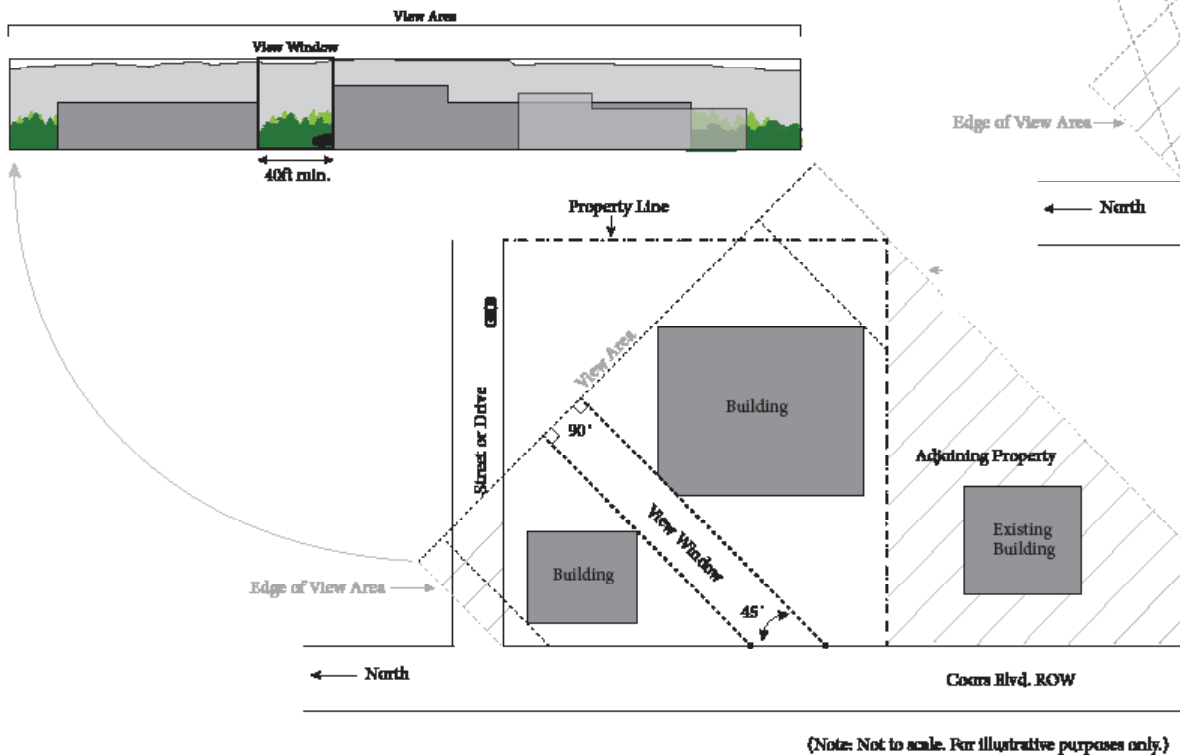 View Area
View Window
40ft min.
Edge of View Area
North
Property Line
Street or Drive
View Area
Building
90°
Adjoining Property
View Window
Existing
Building
Building
Edge of View Area
45°
North
Coors Blvd. ROW
(Note: Not to scale. For illustrative purposes only.)